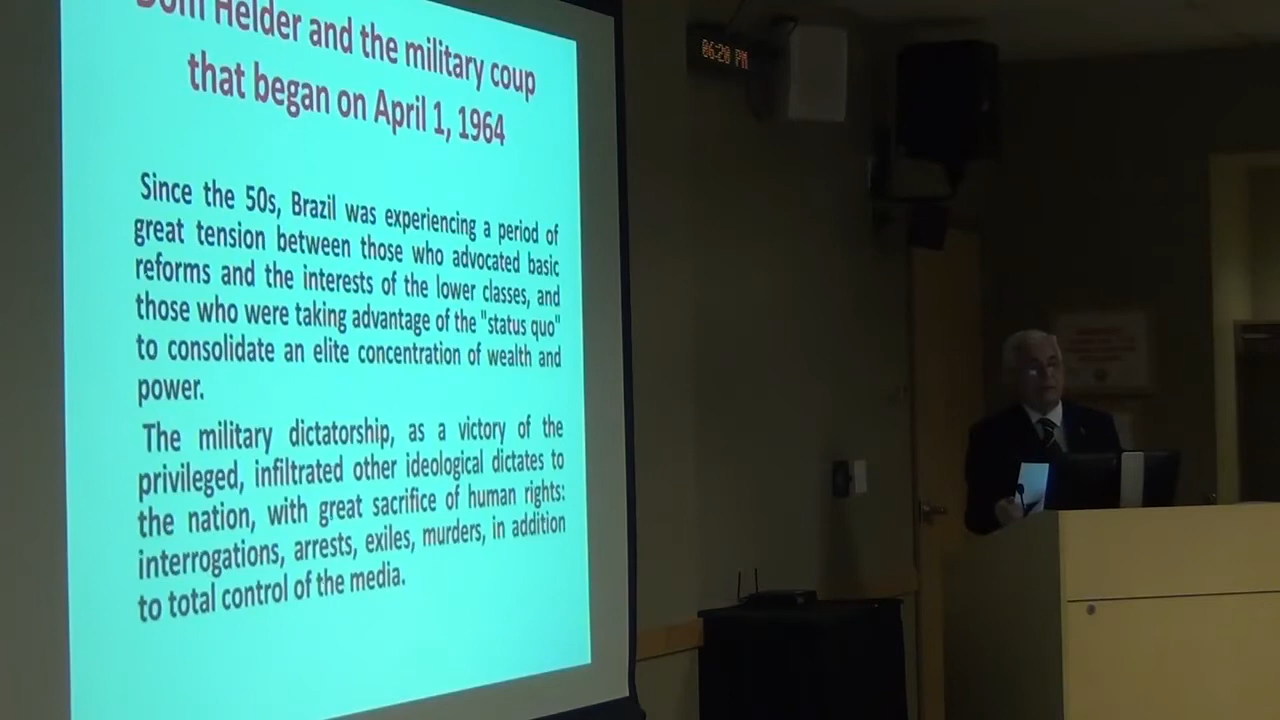 Dom Helder and the military coup
that began on April 1, 1964
Since the 50s, Brazil was experiencing a period of
great tension between those who advocated basic
reforms and the interests of the lower classes, and
those who were taking advantage of the "status quo"
to consolidate an elite concentration of wealth and
power.
The military dictatorship, as a victory of the
privileged, infiltrated other ideological dictates to
the nation, with great sacrifice of human rights:
interrogations, arrests, exiles, murders, in addition
to total control of the media.
06:20 PM